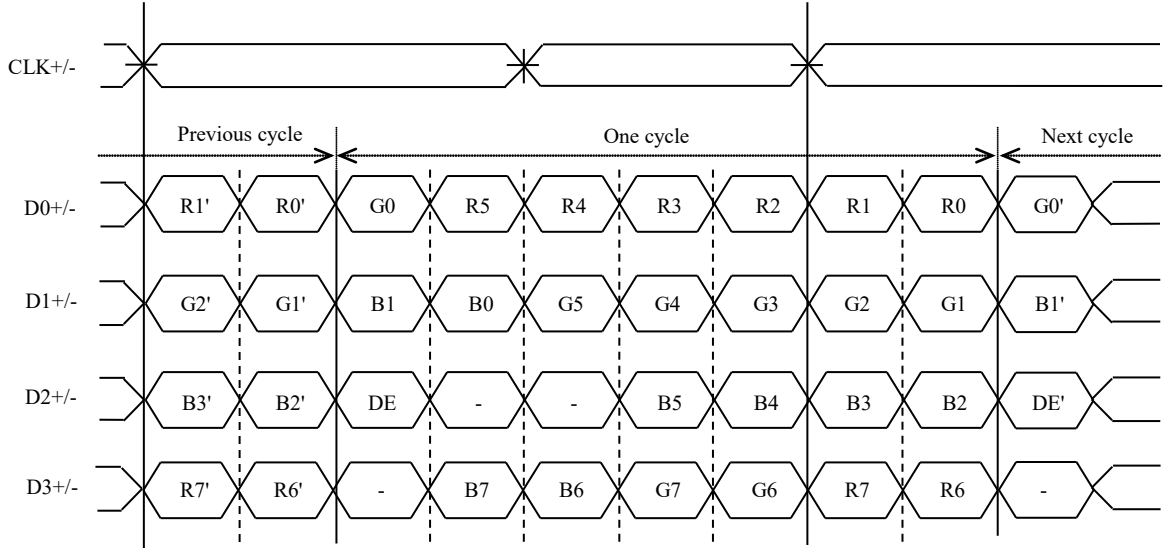 CLK+/-
Previous cycle One cycle Next cycle
D0+/- R1' R0' G0 R5 R4 R3 R2 R1 R0 G0'
D1+/- G2' G1' B1 B0 G5 G4 G3 G2 G1 B1'
D2+/- B3' B2' DE - - B5 B4 B3 B2 DE'
D3+/- R7' R6' - B7 B6 G7 G6 R7 R6 -